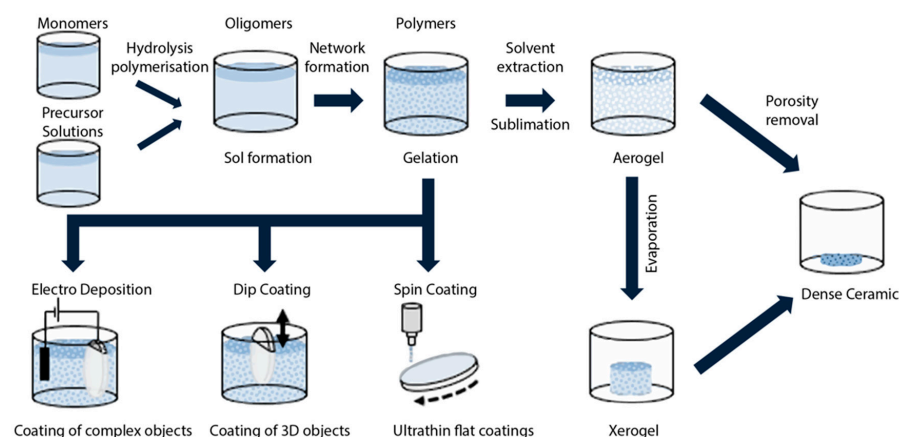 Monomers
Oligomers
Polymers
Hydrolysis
polymerisation
Network
formation
Solvent
extraction
Precursor
Solutions
Sublimation
Porosity
removal
Sol formation
Gelation
Aerogel
Evaporation
Electro Deposition
Dip Coating
Spin Coating
Dense Ceramic
Coating of complex objects
Coating of 3D objects
Ultrathin flat coatings
Xerogel